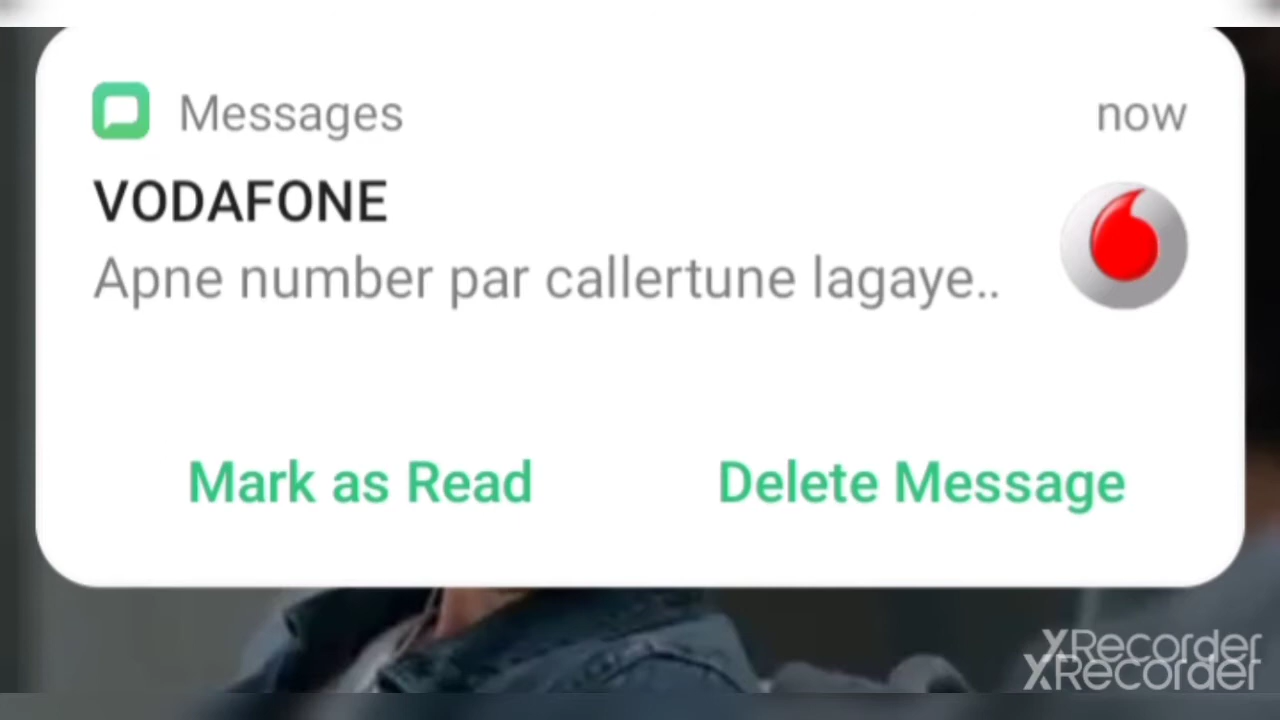 Messages now
VODAFONE
Apne number par callertune lagaye..
Mark as Read Delete Message
XRecorder
XRecorder